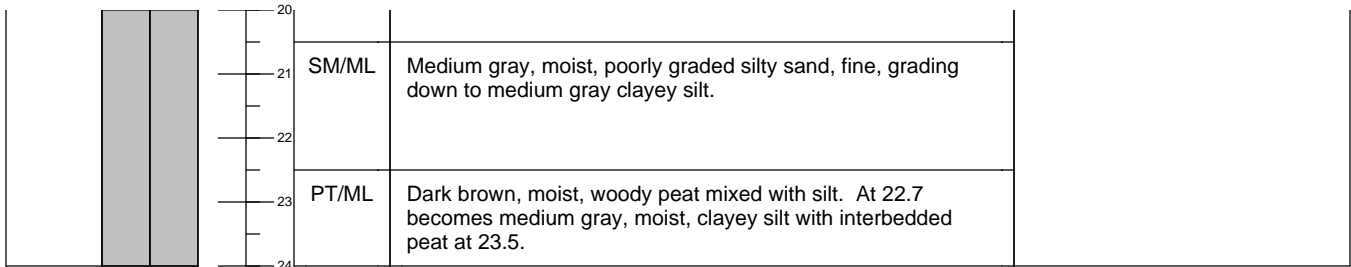 20
SM/ML
Medium gray, moist, poorly graded silty sand, fine, grading
down to medium gray clayey silt.
21
22
PT/ML
Dark brown, moist, woody peat mixed with silt.  At 22.7
becomes medium gray, moist, clayey silt with interbedded
peat at 23.5.
23
24